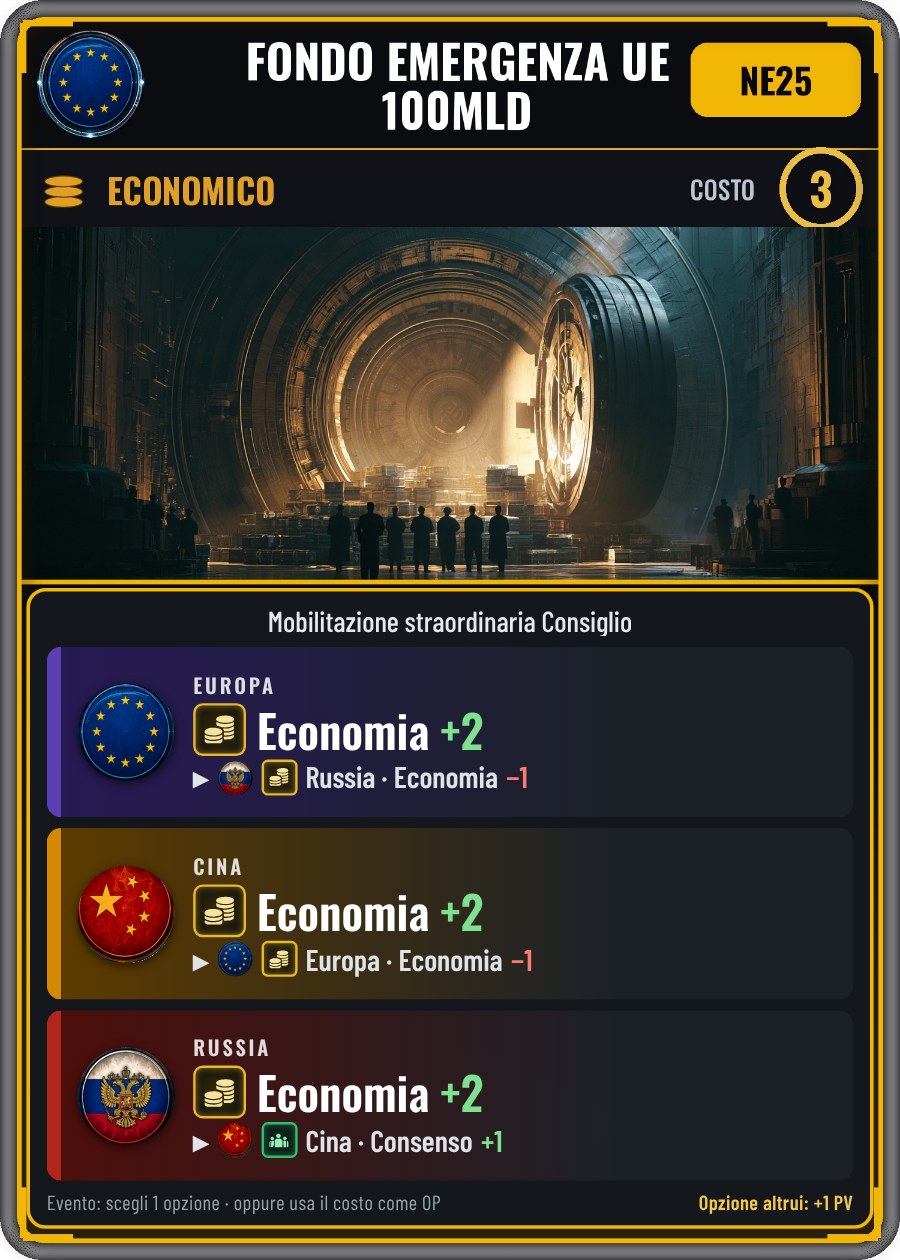 FONDO EMERGENZA UE
100MLD
NE25
ECONOMICO
COSTO
3
Mobilitazione straordinaria Consiglio
EUROPA
Economia +2
▶ Russia · Economia −1
CINA
Economia +2
▶ Europa · Economia −1
RUSSIA
Economia +2
▶ Cina · Consenso +1
Evento: scegli 1 opzione · oppure usa il costo come OP
Opzione altrui: +1 PV